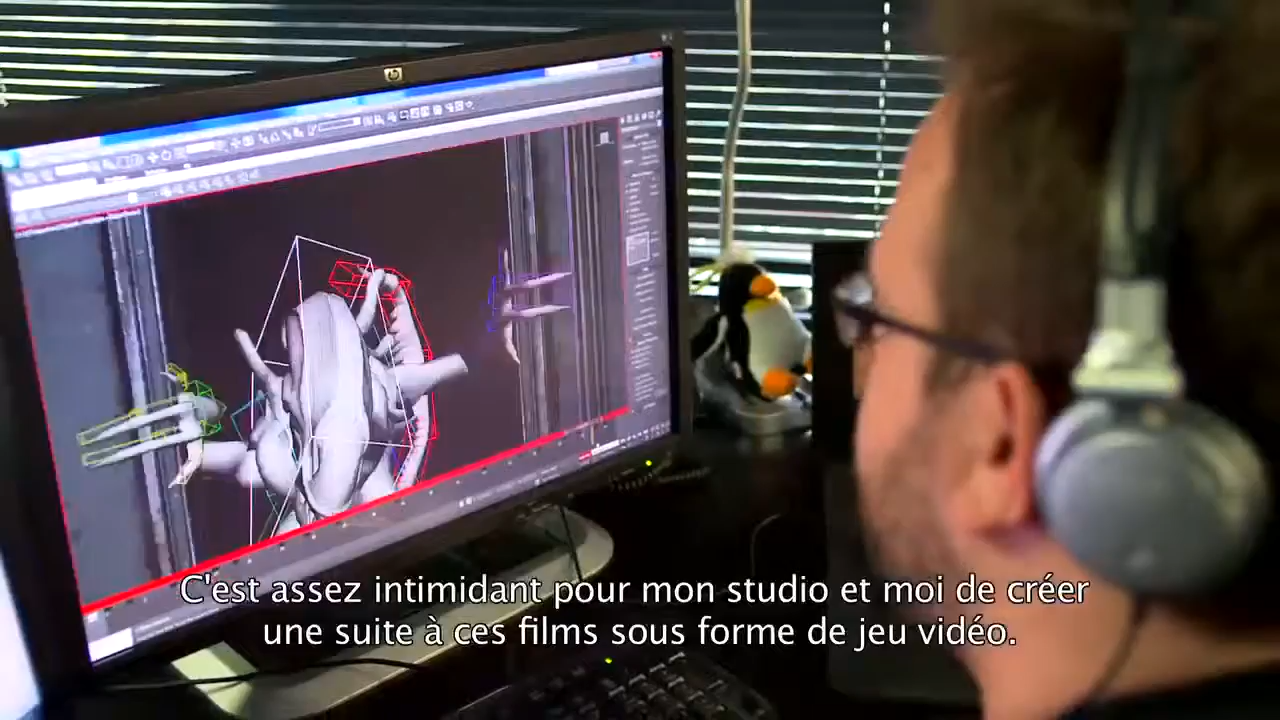 C'est assez intimidant pour mon studio et moi de créer
une suite à ces films sous forme de jeu vidéo.